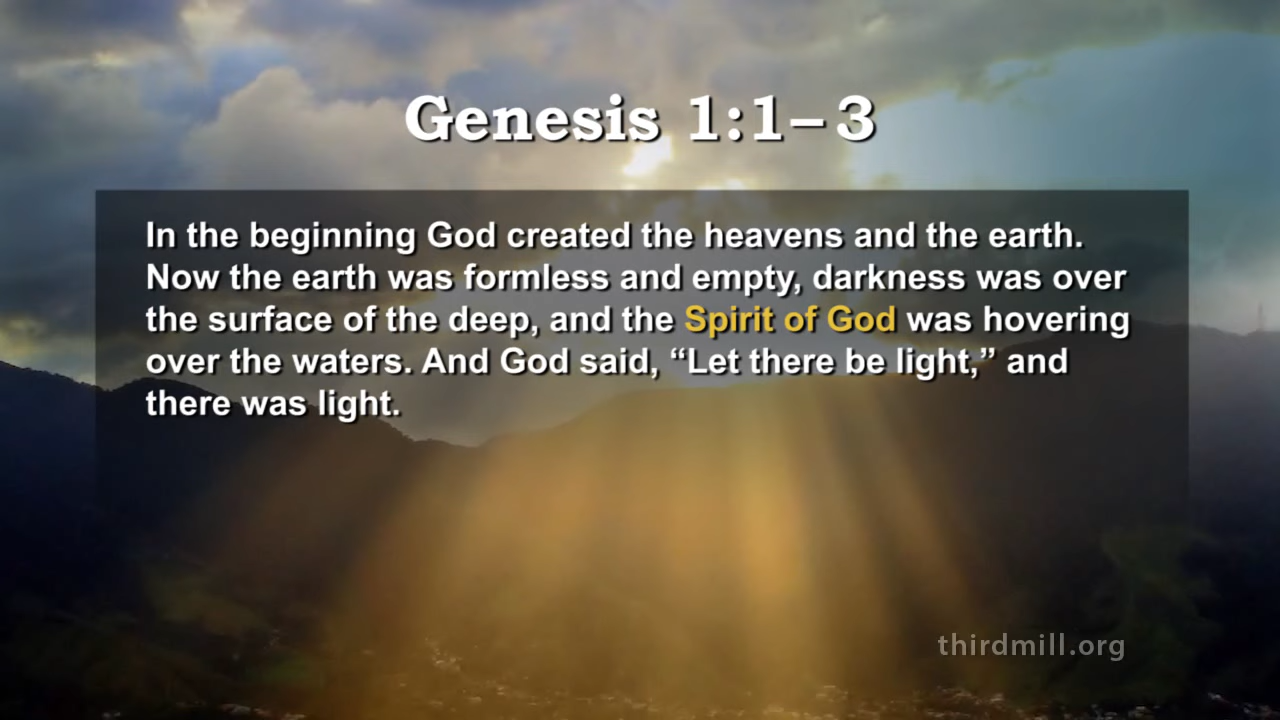 Genesis 1:1–3
In the beginning God created the heavens and the earth.
Now the earth was formless and empty, darkness was over
the surface of the deep, and the Spirit of God was hovering
over the waters. And God said, “Let there be light,” and
there was light.
thirdmill.org